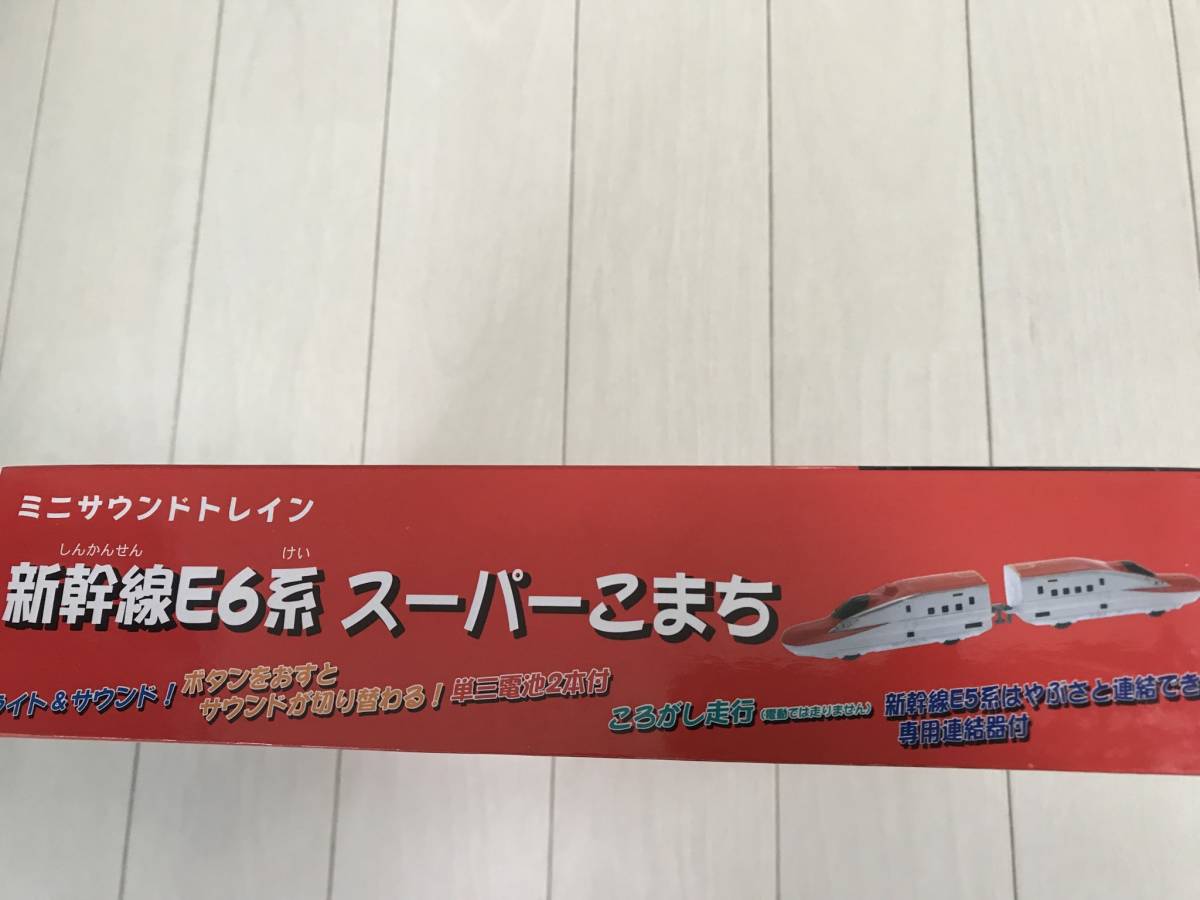 ミニサウンドトレイン
しんかんせん けい
新幹線E6系 スーパーこまち
ライト&サウンド!
ボタンをおすと
サウンドが切り替わる!
単三電池2本付
ころがし走行(電動では走りません)
新幹線E5系はやぶさと連結でき
専用連結器付